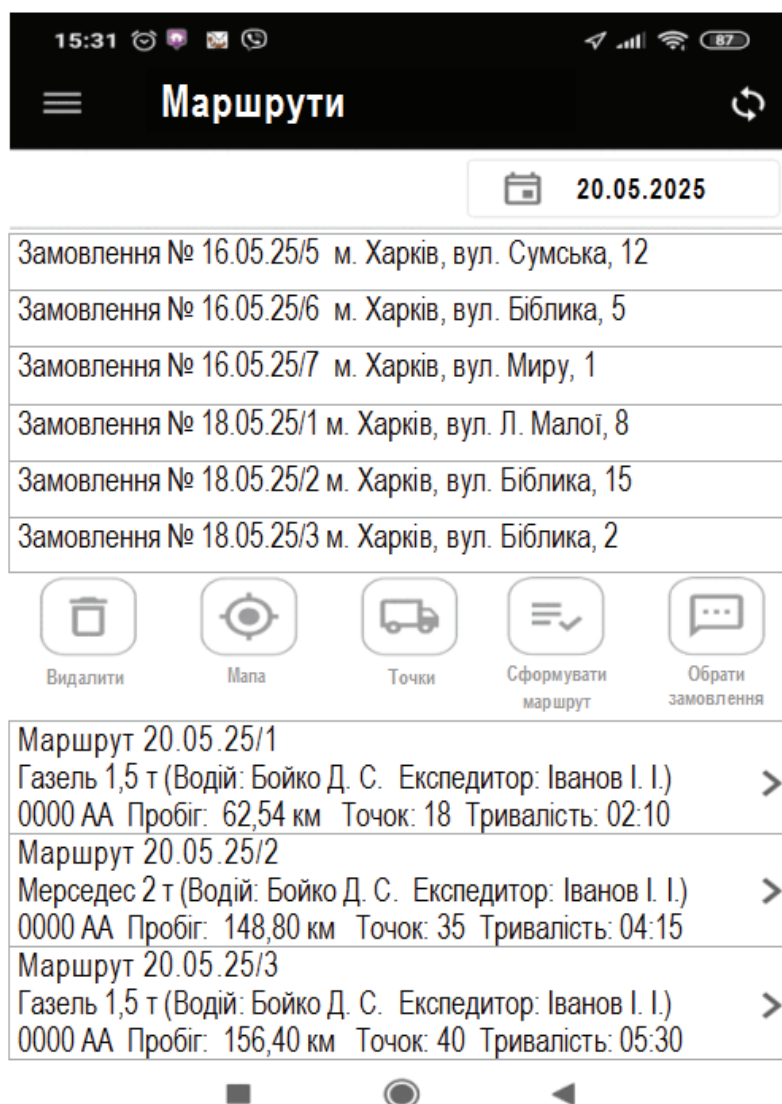 15:31 87
Маршрути
20.05.2025
Замовлення № 16.05.25/5 м. Харків, вул. Сумська, 12
Замовлення № 16.05.25/6 м. Харків, вул. Біблика, 5
Замовлення № 16.05.25/7 м. Харків, вул. Миру, 1
Замовлення № 18.05.25/1 м. Харків, вул. Л. Малої, 8
Замовлення № 18.05.25/2 м. Харків, вул. Біблика, 15
Замовлення № 18.05.25/3 м. Харків, вул. Біблика, 2
Видалити Мапа Точки Сформувати Обрати
маршрут замовлення
Маршрут 20.05.25/1
Газель 1,5 т (Водій: Бойко Д. С. Експедитор: Іванов І. І.)
0000 АА Пробіг: 62,54 км Точок: 18 Тривалість: 02:10
Маршрут 20.05.25/2
Мерседес 2 т (Водій: Бойко Д. С. Експедитор: Іванов І. І.)
0000 АА Пробіг: 148,80 км Точок: 35 Тривалість: 04:15
Маршрут 20.05.25/3
Газель 1,5 т (Водій: Бойко Д. С. Експедитор: Іванов І. І.)
0000 АА Пробіг: 156,40 км Точок: 40 Тривалість: 05:30